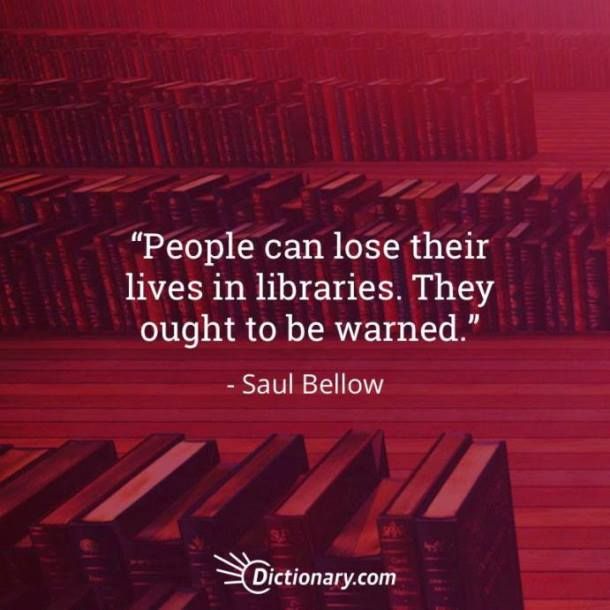 “People can lose their
lives in libraries. They
ought to be warned.”
- Saul Bellow
Dictionary.com